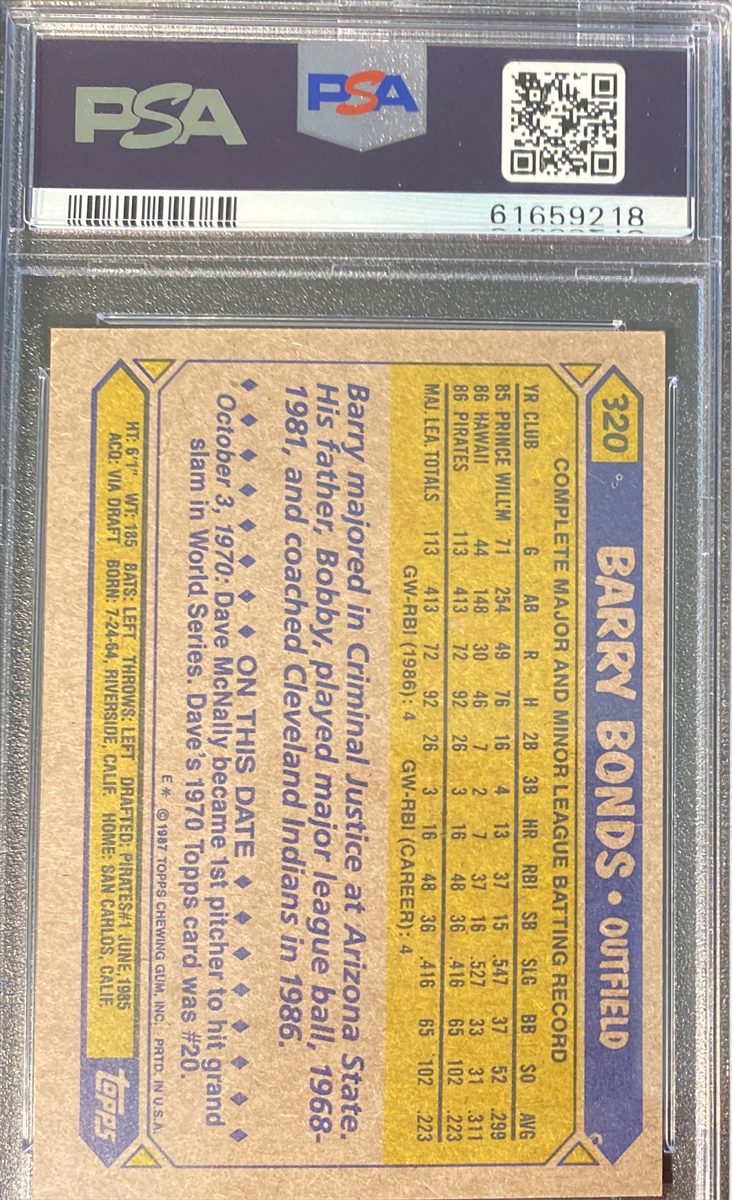 PSA
PSA
61659218
320
BARRY BONDS • OUTFIELD
COMPLETE MAJOR AND MINOR LEAGUE BATTING RECORD
YR CLUB G AB R H 2B 3B HR RBI SB SLG BB SO AVG
85 PRINCE WILL'M 71 254 49 76 16 4 13 37 15 .547 37 52 .299
86 HAWAII 44 148 30 46 7 2 7 37 16 .527 33 31 .311
86 PIRATES 113 413 72 92 26 3 16 48 36 .416 65 102 .223
MAJ. LEA. TOTALS 113 413 72 92 26 3 16 48 36 .416 65 102 .223
GW-RBI (1986): 4 GW-RBI (CAREER): 4
Barry majored in Criminal Justice at Arizona State.
His father, Bobby, played major league ball, 1968-
1981, and coached Cleveland Indians in 1986.
ON THIS DATE
October 3, 1970: Dave McNally became 1st pitcher to hit grand
slam in World Series. Dave's 1970 Topps card was #20.
E* © 1987 TOPPS CHEWING GUM, INC. PRTD. IN U.S.A.
HT: 6'1" WT: 185 BATS: LEFT THROWS: LEFT DRAFTED: PIRATES #1 JUNE, 1985
ACQ: VIA DRAFT BORN: 7-24-64, RIVERSIDE, CALIF. HOME: SAN CARLOS, CALIF.
topps